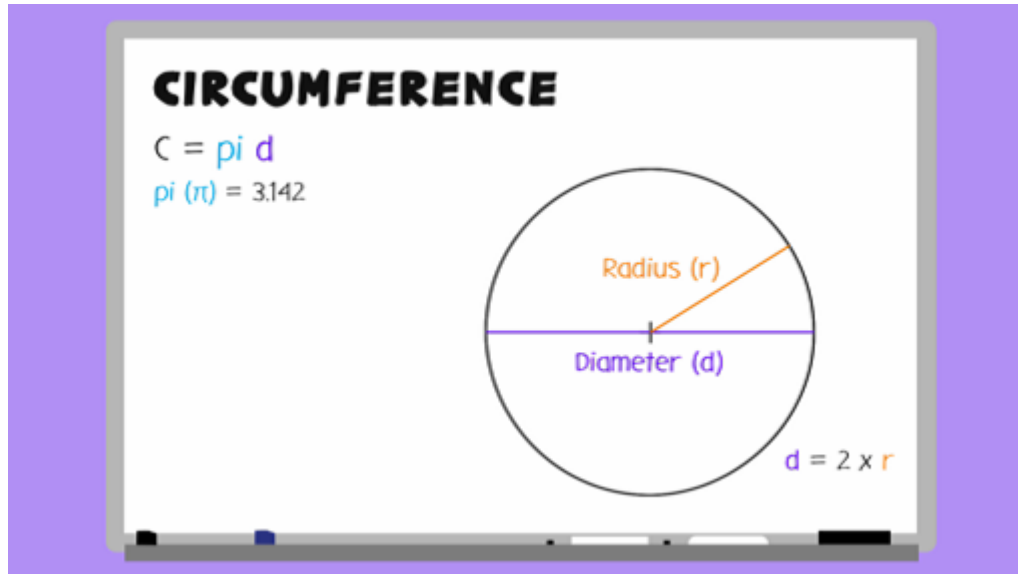 CIRCUMFERENCE
C = pi d
pi (π) = 3.142
Radius (r)
Diameter (d)
d = 2 x r